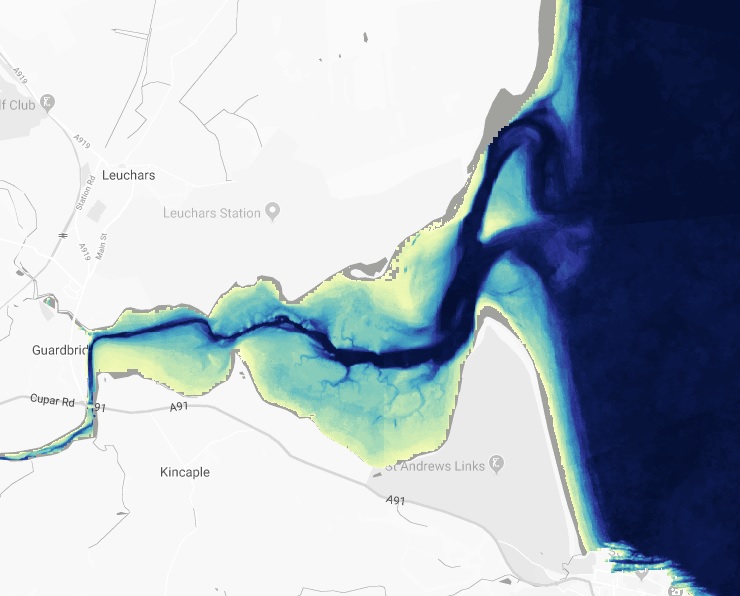 A919
lf Club
A919
Leuchars
Station Rd
Leuchars Station
Main St
A919
Guardbrid
Cupar Rd
A91
A91
St Andrews Links
Kincaple
A91